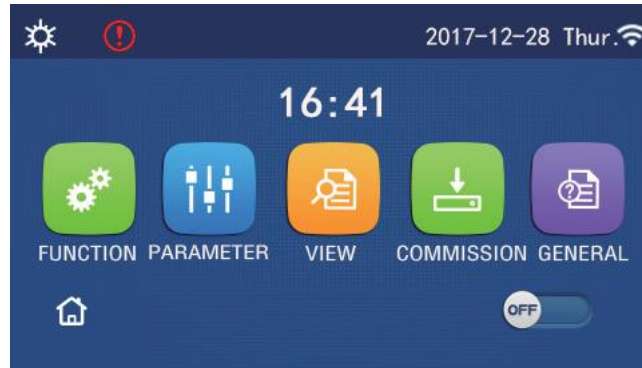 2017-12-28 Thur.
16:41
FUNCTION PARAMETER VIEW COMMISSION GENERAL
OFF